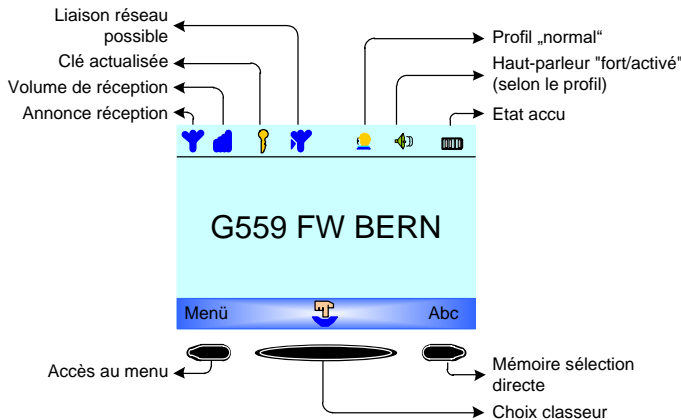 Liaison réseau
possible
Clé actualisée
Volume de réception
Annonce réception
Profil „normal“
Haut-parleur "fort/activé"
(selon le profil)
Etat accu
G559 FW BERN
Menü
Abc
Accès au menu
Mémoire sélection
directe
Choix classeur